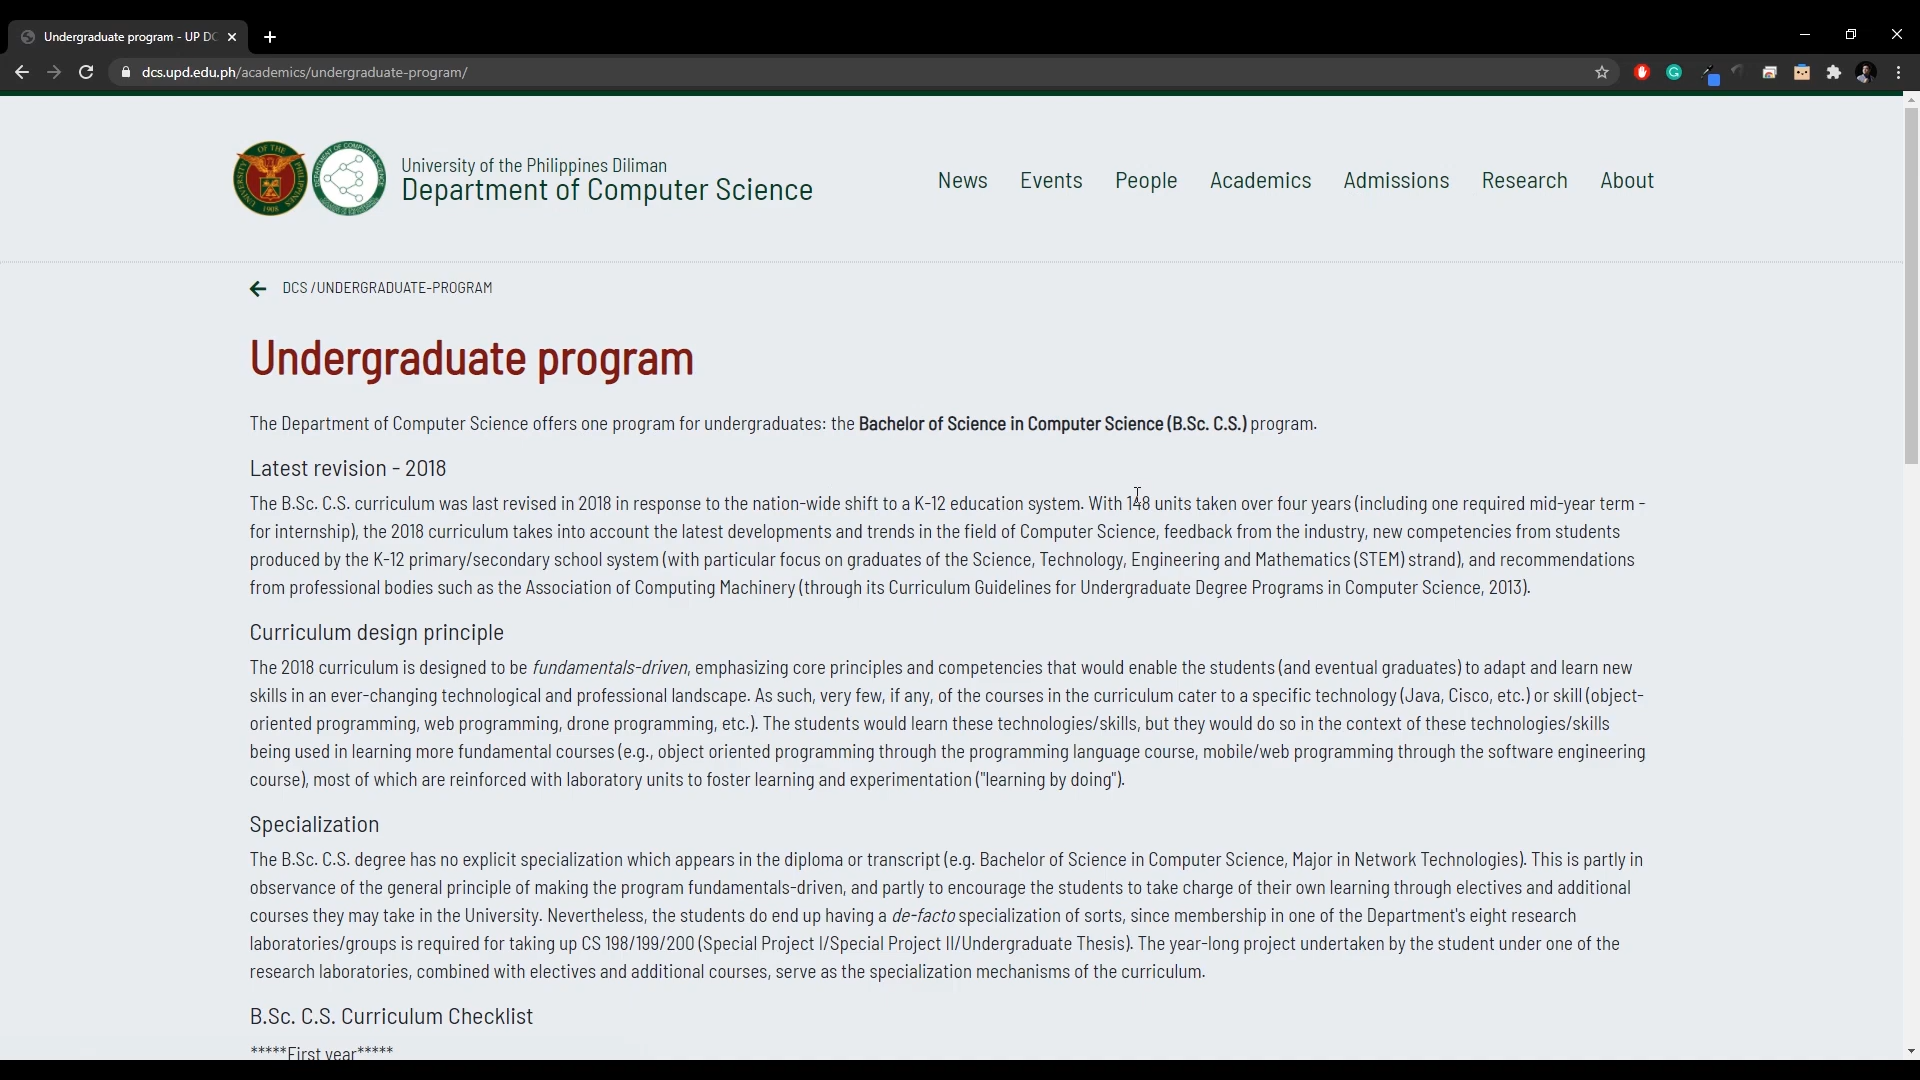 Undergraduate program - UP DC
dcs.upd.edu.ph/academics/undergraduate-program/
University of the Philippines Diliman
Department of Computer Science
News Events People Academics Admissions Research About
DCS /UNDERGRADUATE-PROGRAM
Undergraduate program
The Department of Computer Science offers one program for undergraduates: the Bachelor of Science in Computer Science (B.Sc. C.S.) program.
Latest revision - 2018
The B.Sc. C.S. curriculum was last revised in 2018 in response to the nation-wide shift to a K-12 education system. With 148 units taken over four years (including one required mid-year term -
for internship), the 2018 curriculum takes into account the latest developments and trends in the field of Computer Science, feedback from the industry, new competencies from students
produced by the K-12 primary/secondary school system (with particular focus on graduates of the Science, Technology, Engineering and Mathematics (STEM) strand), and recommendations
from professional bodies such as the Association of Computing Machinery (through its Curriculum Guidelines for Undergraduate Degree Programs in Computer Science, 2013).
Curriculum design principle
The 2018 curriculum is designed to be fundamentals-driven, emphasizing core principles and competencies that would enable the students (and eventual graduates) to adapt and learn new
skills in an ever-changing technological and professional landscape. As such, very few, if any, of the courses in the curriculum cater to a specific technology (Java, Cisco, etc.) or skill (object-
oriented programming, web programming, drone programming, etc.). The students would learn these technologies/skills, but they would do so in the context of these technologies/skills
being used in learning more fundamental courses (e.g., object oriented programming through the programming language course, mobile/web programming through the software engineering
course), most of which are reinforced with laboratory units to foster learning and experimentation ("learning by doing").
Specialization
The B.Sc. C.S. degree has no explicit specialization which appears in the diploma or transcript (e.g. Bachelor of Science in Computer Science, Major in Network Technologies). This is partly in
observance of the general principle of making the program fundamentals-driven, and partly to encourage the students to take charge of their own learning through electives and additional
courses they may take in the University. Nevertheless, the students do end up having a de-facto specialization of sorts, since membership in one of the Department's eight research
laboratories/groups is required for taking up CS 198/199/200 (Special Project I/Special Project II/Undergraduate Thesis). The year-long project undertaken by the student under one of the
research laboratories, combined with electives and additional courses, serve as the specialization mechanisms of the curriculum.
B.Sc. C.S. Curriculum Checklist
*****First year*****